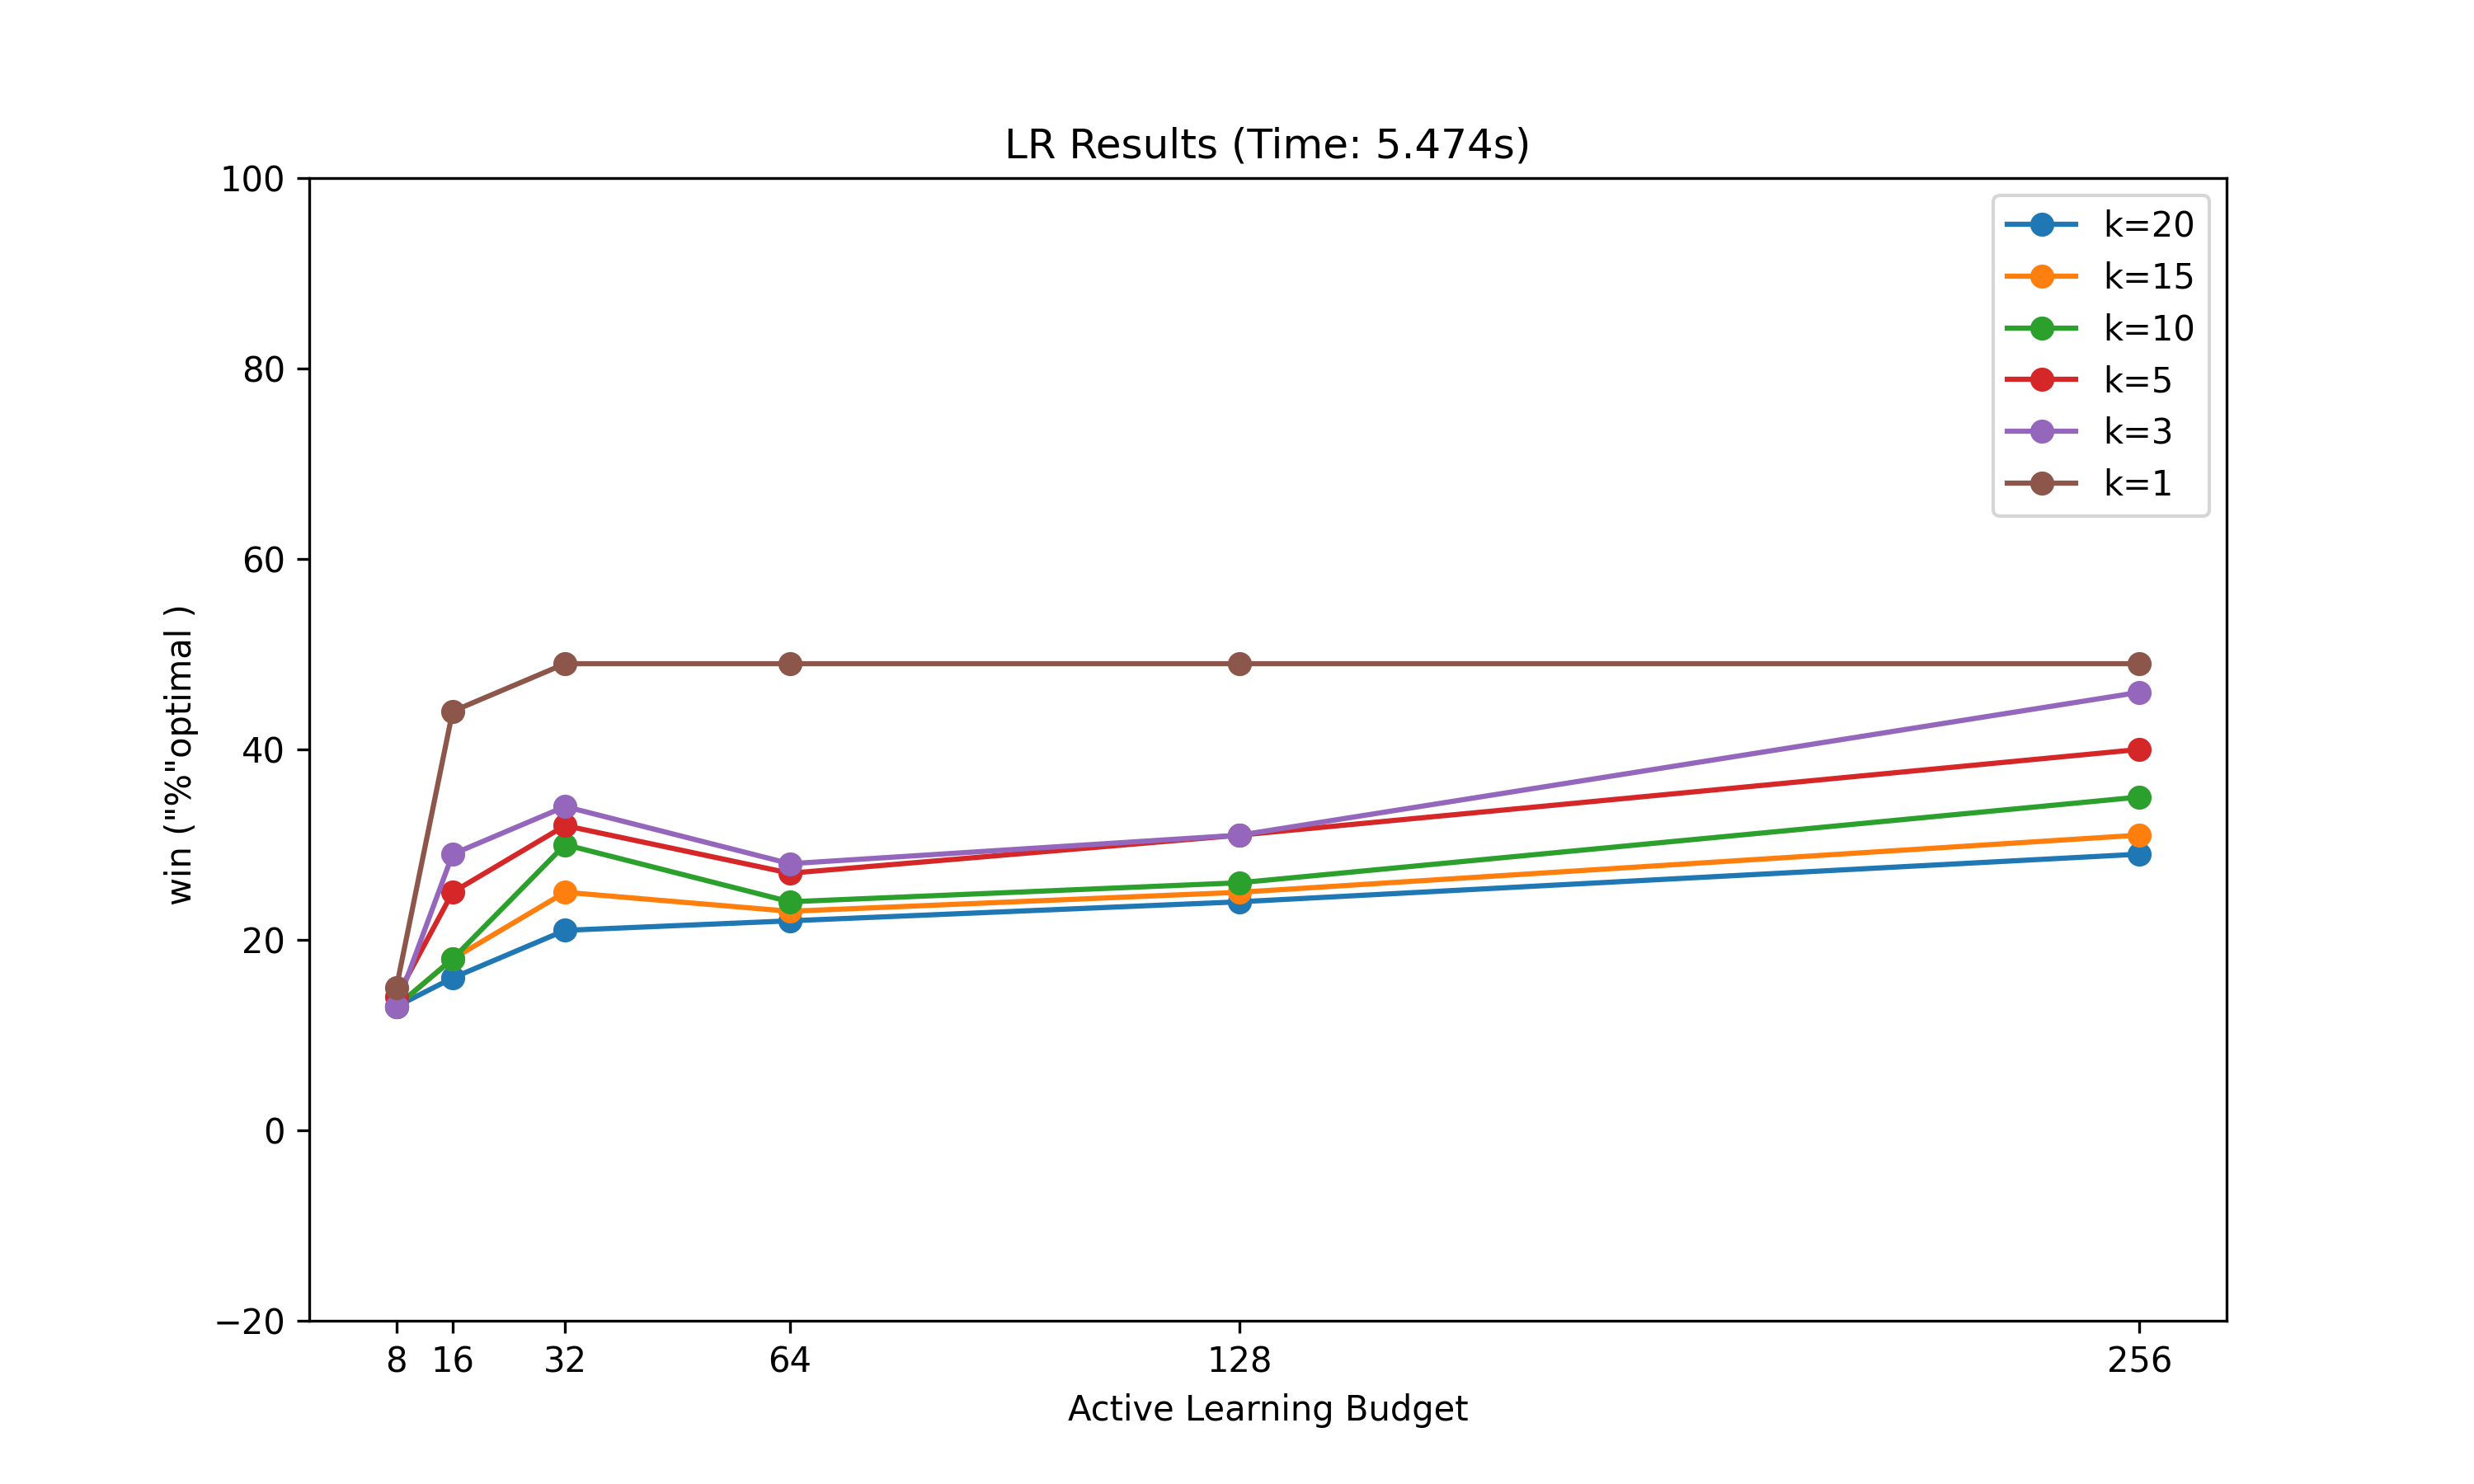 LR Results (Time: 5.474s)
100
80
60
40
20
0
−20
win ("%"optimal )
k=20
k=15
k=10
k=5
k=3
k=1
8 16 32 64 128 256
Active Learning Budget